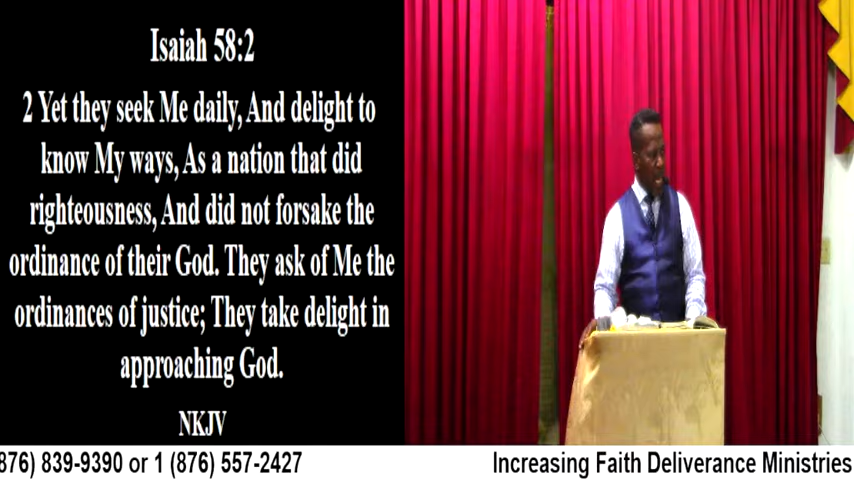 Isaiah 58:2
2 Yet they seek Me daily, And delight to
know My ways, As a nation that did
righteousness, And did not forsake the
ordinance of their God. They ask of Me the
ordinances of justice; They take delight in
approaching God.
NKJV
876) 839-9390 or 1 (876) 557-2427
Increasing Faith Deliverance Ministries